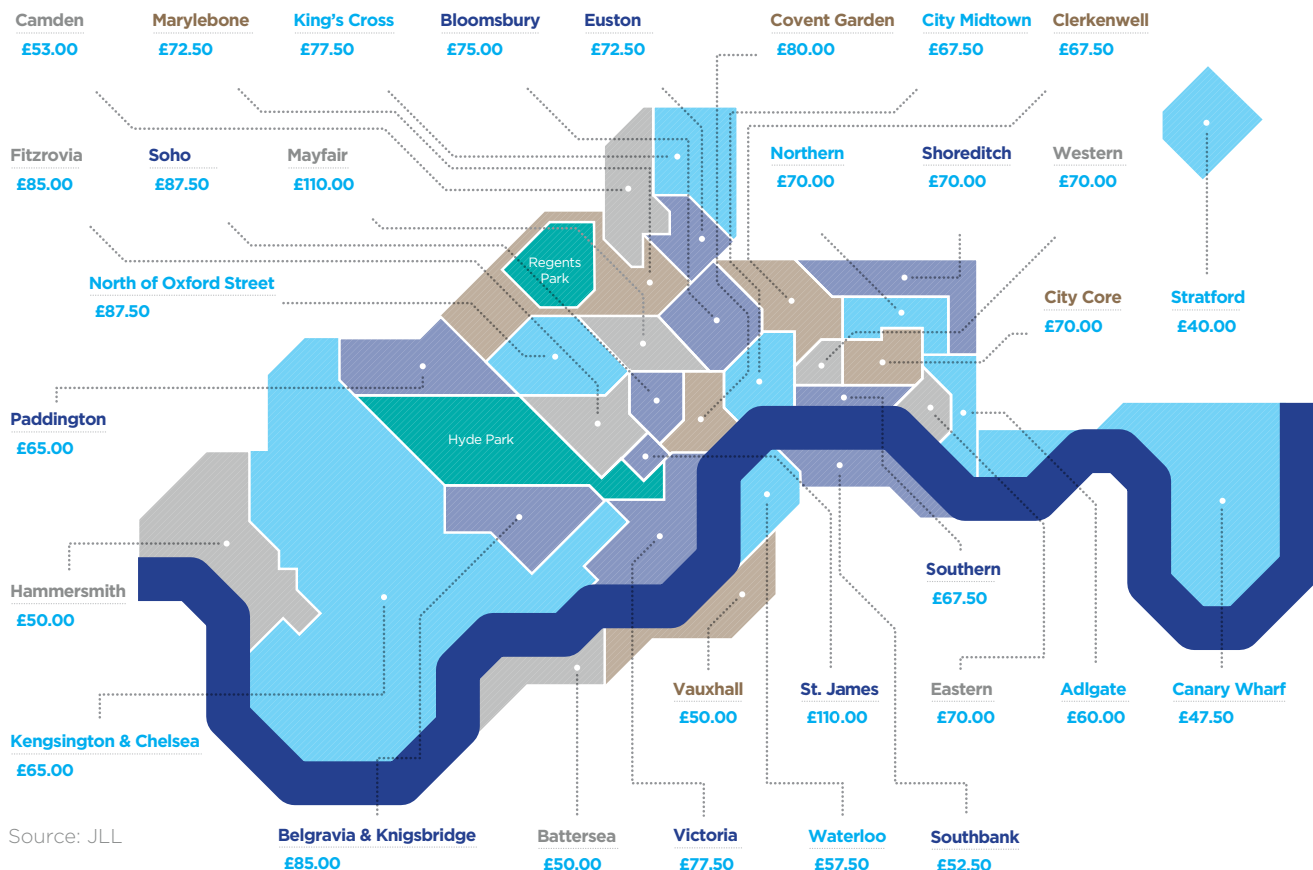 Camden
£53.00
Marylebone
£72.50
King's Cross
£77.50
Bloomsbury
£75.00
Euston
£72.50
Covent Garden
£80.00
City Midtown
£67.50
Clerkenwell
£67.50
Fitzrovia
£85.00
Soho
£87.50
Mayfair
£110.00
Northern
£70.00
Shoreditch
£70.00
Western
£70.00
North of Oxford Street
£87.50
Regents
Park
City Core
£70.00
Stratford
£40.00
Paddington
£65.00
Hyde Park
Hammersmith
£50.00
Southern
£67.50
Kengsington & Chelsea
£65.00
Vauxhall
£50.00
St. James
£110.00
Eastern
£70.00
Adlgate
£60.00
Canary Wharf
£47.50
Source: JLL
Belgravia & Knigsbridge
£85.00
Battersea
£50.00
Victoria
£77.50
Waterloo
£57.50
Southbank
£52.50